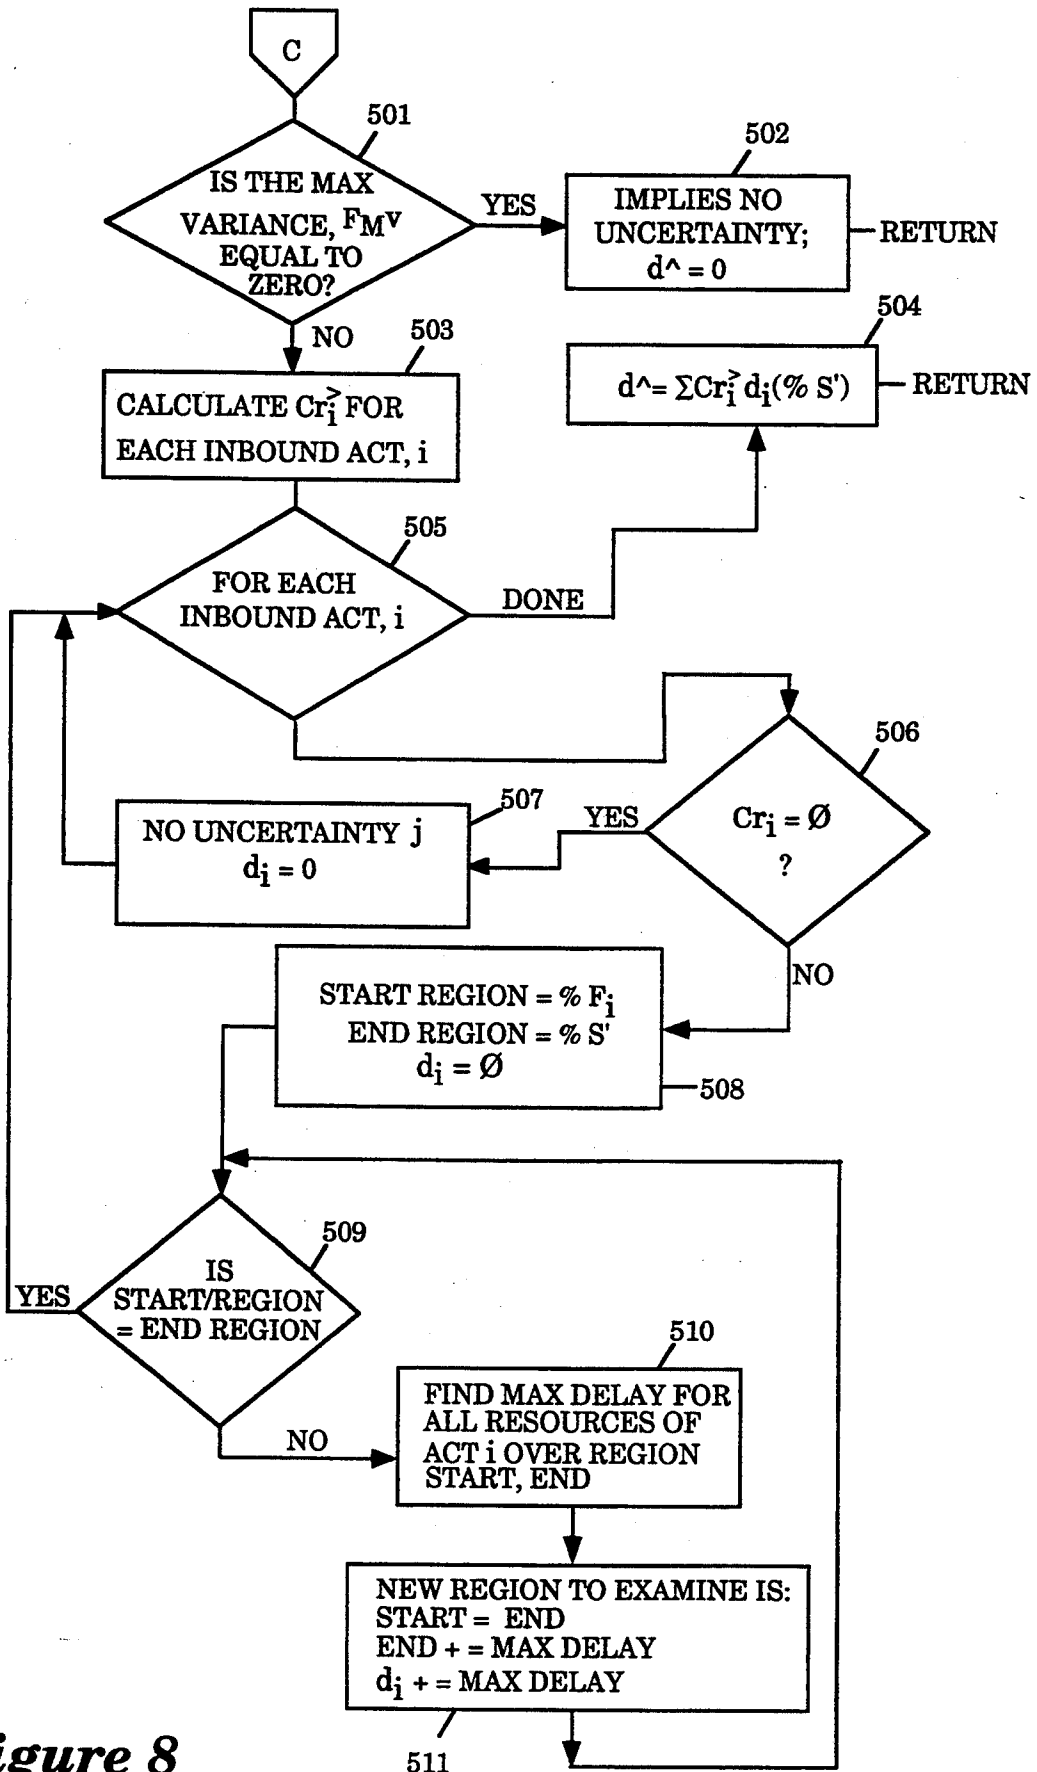 C
501
IS THE MAX
VARIANCE, FMV
EQUAL TO
ZERO?
YES
502
IMPLIES NO
UNCERTAINTY;
d^ = 0
RETURN
NO
503
CALCULATE Cri> FOR
EACH INBOUND ACT, i
504
d^= ΣCri> di(% S')
RETURN
505
FOR EACH
INBOUND ACT, i
DONE
506
Cri = Ø
?
YES
507
NO UNCERTAINTY j
di = 0
NO
START REGION = % Fi
END REGION = % S'
di = Ø
508
509
IS
START/REGION
= END REGION
YES
NO
510
FIND MAX DELAY FOR
ALL RESOURCES OF
ACT i OVER REGION
START, END
NEW REGION TO EXAMINE IS:
START = END
END + = MAX DELAY
di + = MAX DELAY
511
igure 8